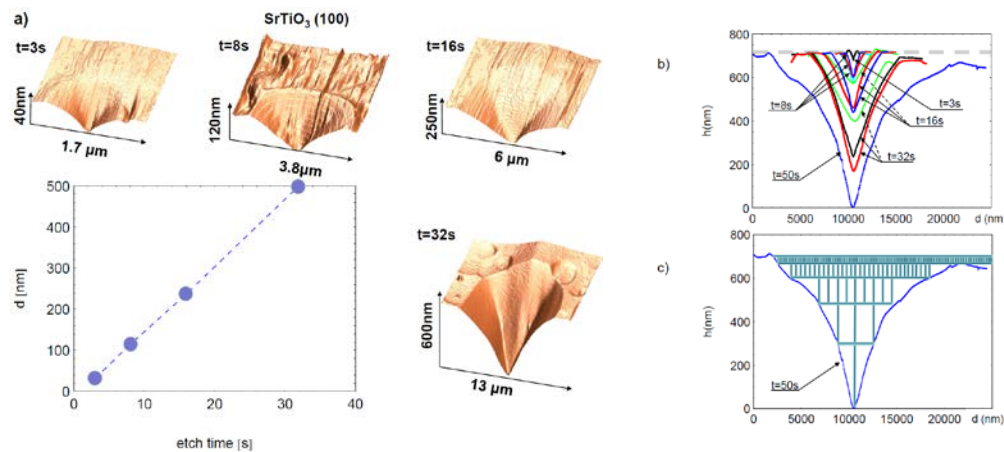 a)
SrTiO3 (100)
t=3s
40nm
1.7 µm
t=8s
120nm
3.8µm
t=16s
250nm
6 µm
d [nm]
500
400
300
200
100
0
0 10 20 30 40
etch time [s]
t=32s
600nm
13 µm
b)
h(nm)
800
600
400
200
0
t=8s
t=3s
t=16s
t=32s
t=50s
0 5000 10000 15000 20000 d (nm
c)
h(nm)
800
600
400
200
0
t=50s
0 5000 10000 15000 20000 d (nm